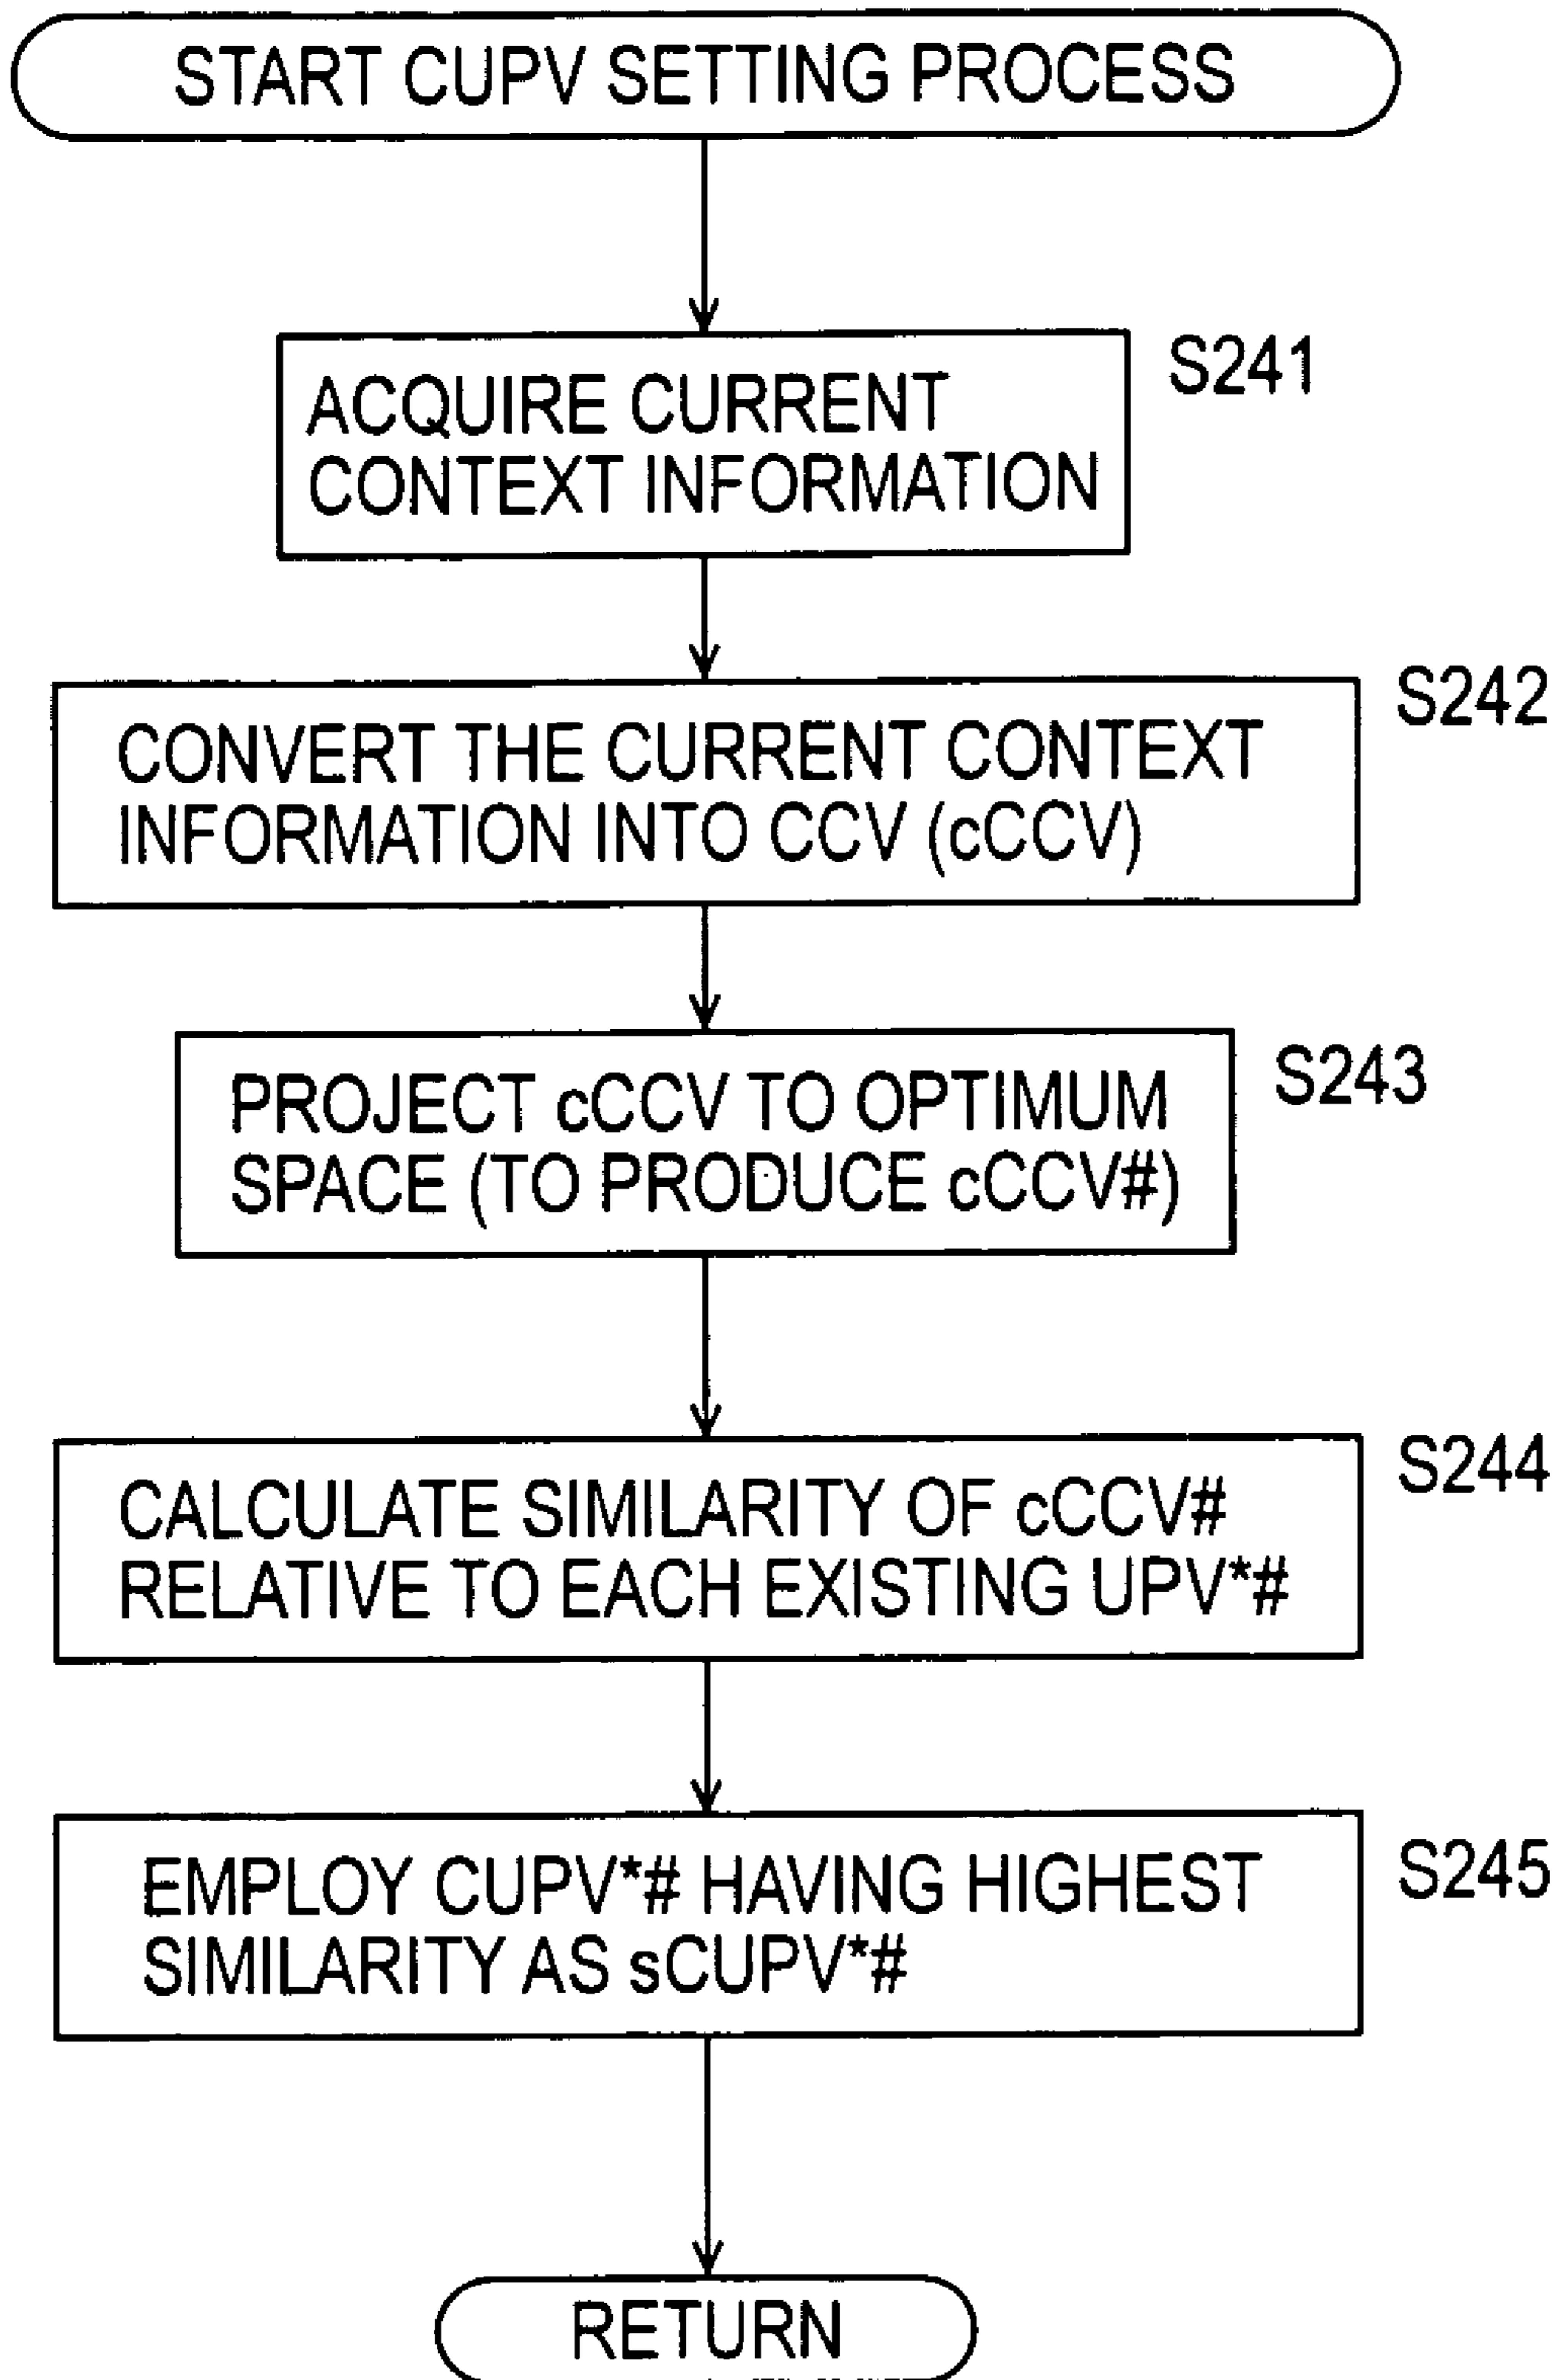 START CUPV SETTING PROCESS
S241
ACQUIRE CURRENT
CONTEXT INFORMATION
S242
CONVERT THE CURRENT CONTEXT
INFORMATION INTO CCV (cCCV)
S243
PROJECT cCCV TO OPTIMUM
SPACE (TO PRODUCE cCCV#)
S244
CALCULATE SIMILARITY OF cCCV#
RELATIVE TO EACH EXISTING UPV*#
S245
EMPLOY CUPV*# HAVING HIGHEST
SIMILARITY AS sCUPV*#
RETURN